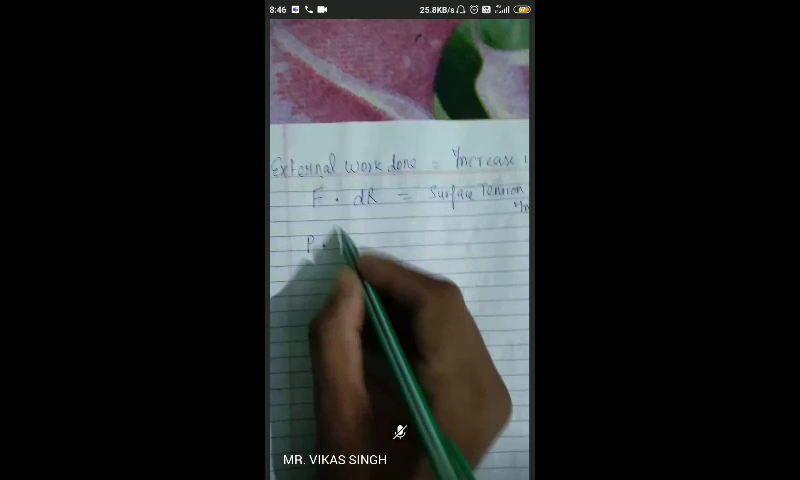 8:46
25.8KB/s
External work done = Increase
F . dR = Surface Tension
P .
MR. VIKAS SINGH